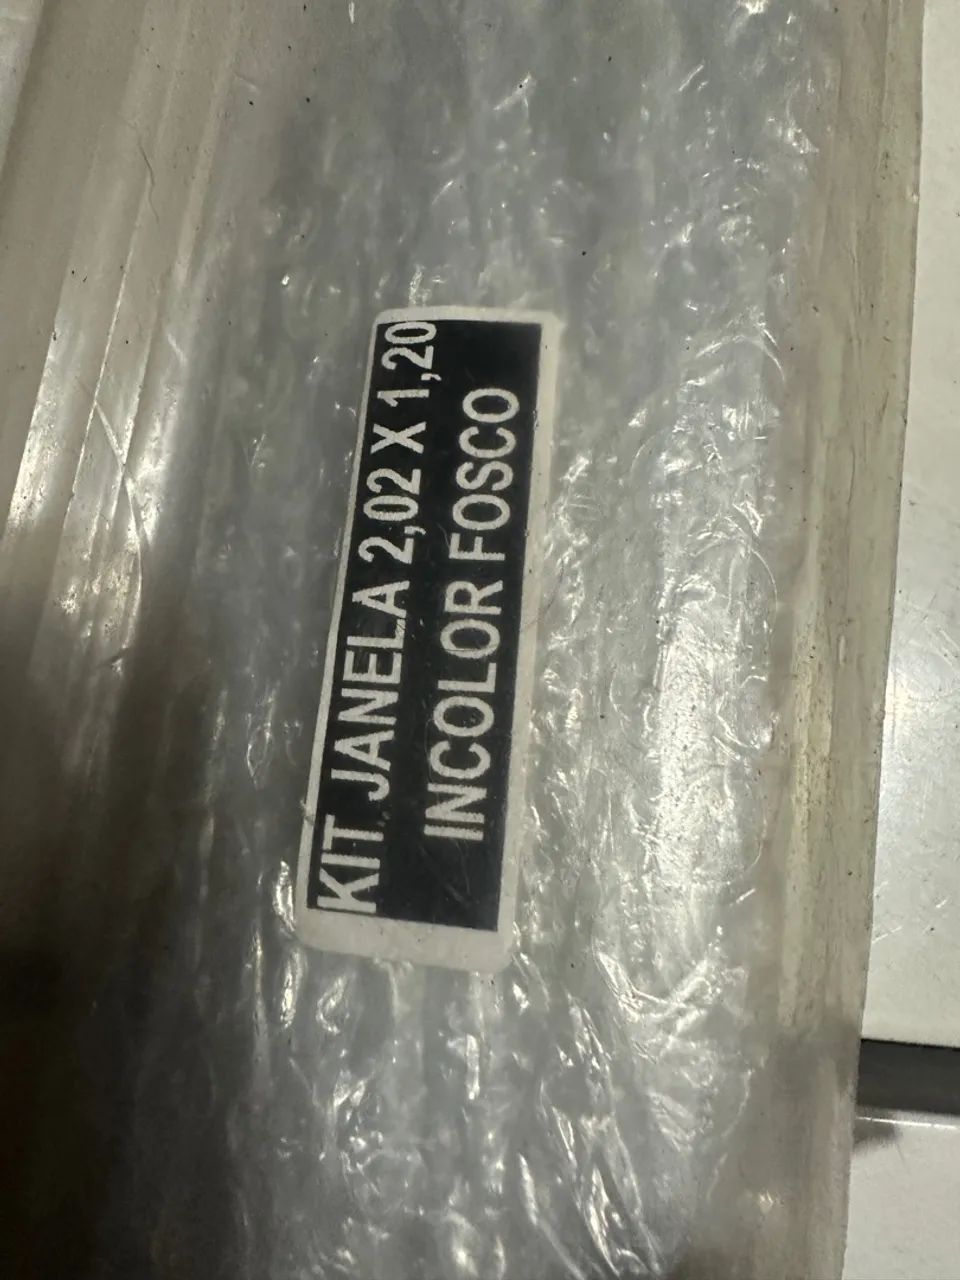 KIT JANELA 2,02 X 1,20
INCOLOR FOSCO